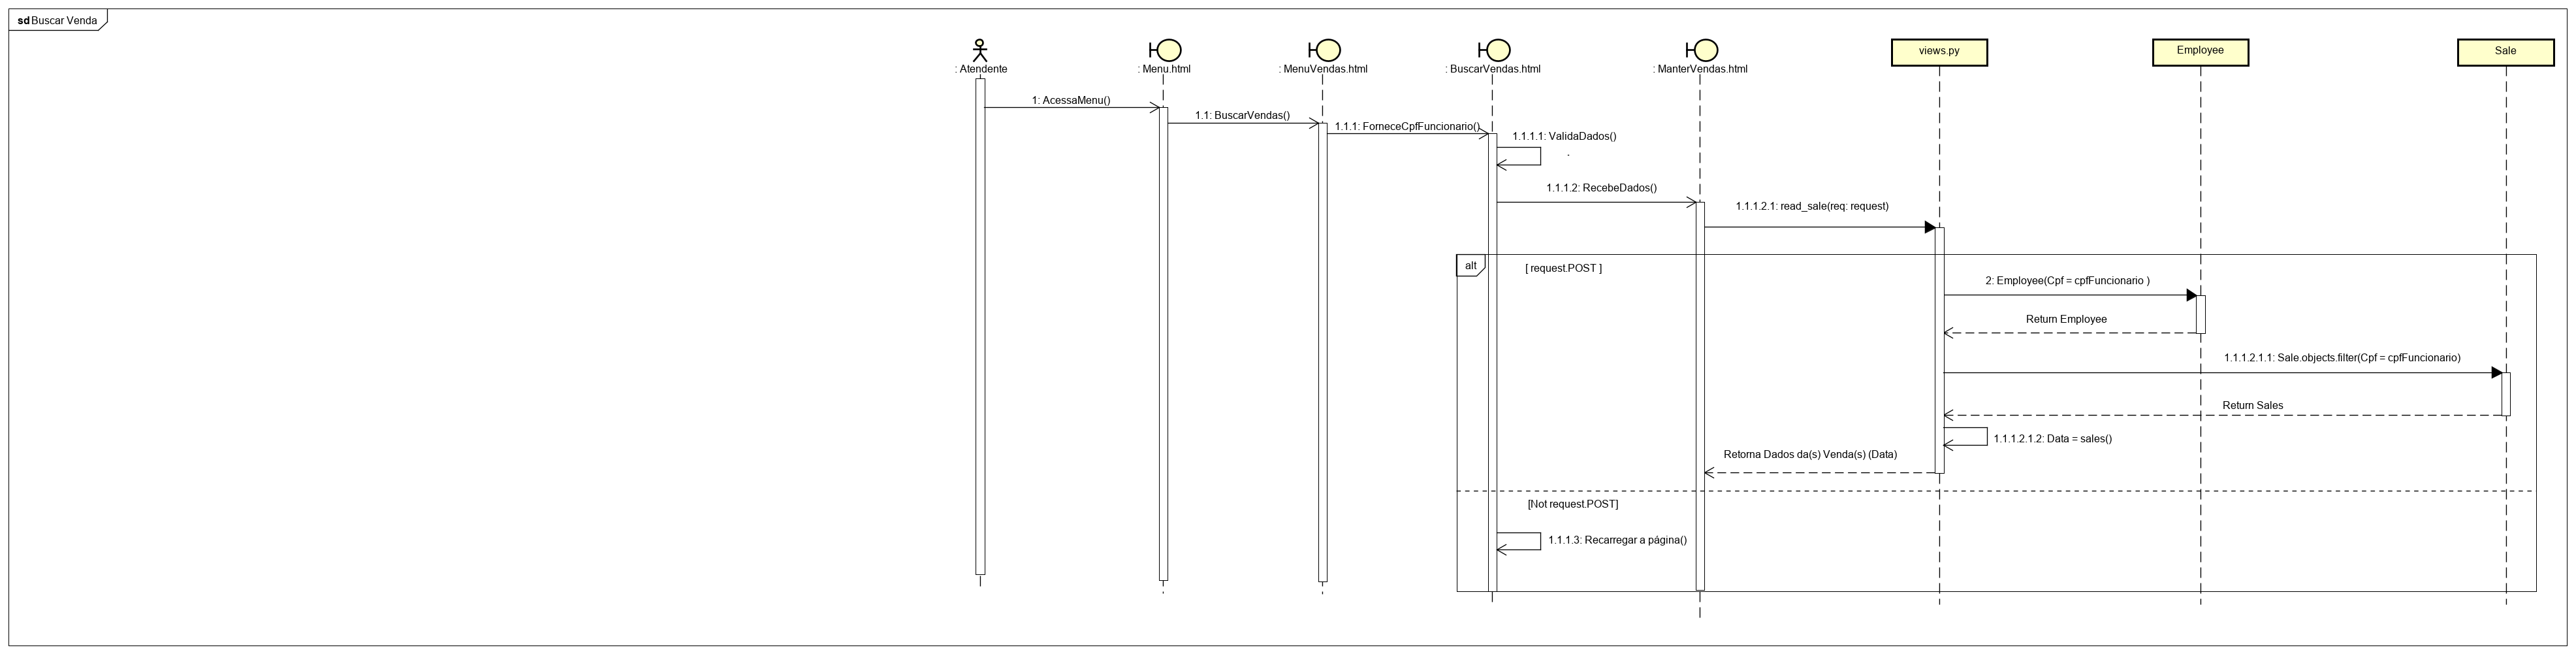 sd Buscar Venda
: Atendente
: Menu.html
: MenuVendas.html
: BuscarVendas.html
: ManterVendas.html
views.py
Employee
Sale
1: AcessaMenu()
1.1: BuscarVendas()
1.1.1: ForneceCpfFuncionario()
1.1.1.1: ValidaDados()
.
1.1.1.2: RecebeDados()
1.1.1.2.1: read_sale(req: request)
alt
[ request.POST ]
2: Employee(Cpf = cpfFuncionario )
Return Employee
1.1.1.2.1.1: Sale.objects.filter(Cpf = cpfFuncionario)
Return Sales
1.1.1.2.1.2: Data = sales()
Retorna Dados da(s) Venda(s) (Data)
[Not request.POST]
1.1.1.3: Recarregar a página()